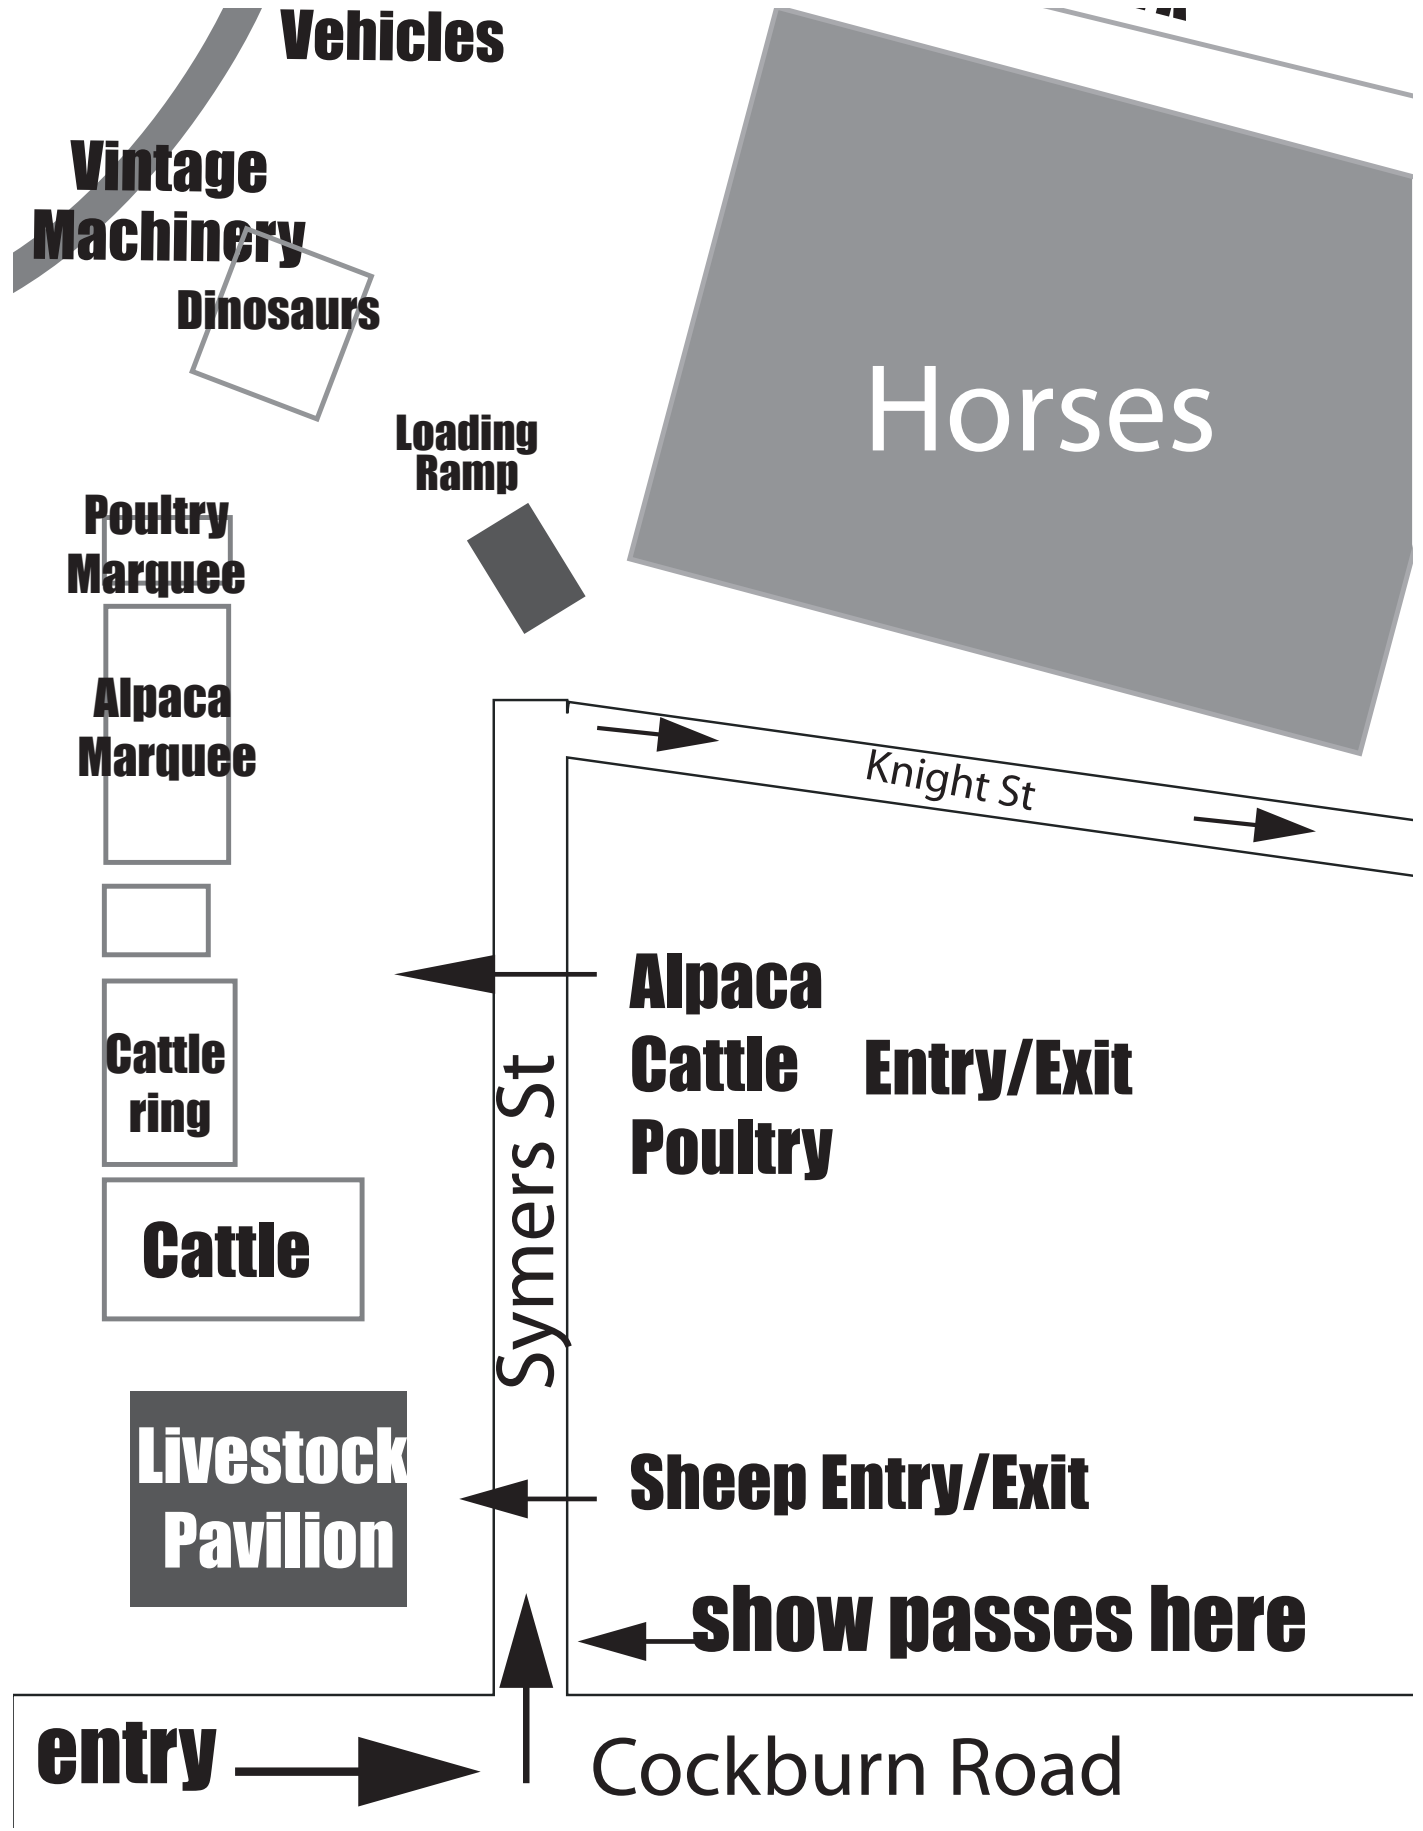 Vehicles
Vintage
Machinery
Dinosaurs
Loading
Ramp
Horses
Poultry
Marquee
Alpaca
Marquee
Knight St
Alpaca
Cattle Entry/Exit
Poultry
Cattle
ring
Symers St
Cattle
Livestock
Pavilion
Sheep Entry/Exit
show passes here
entry
Cockburn Road